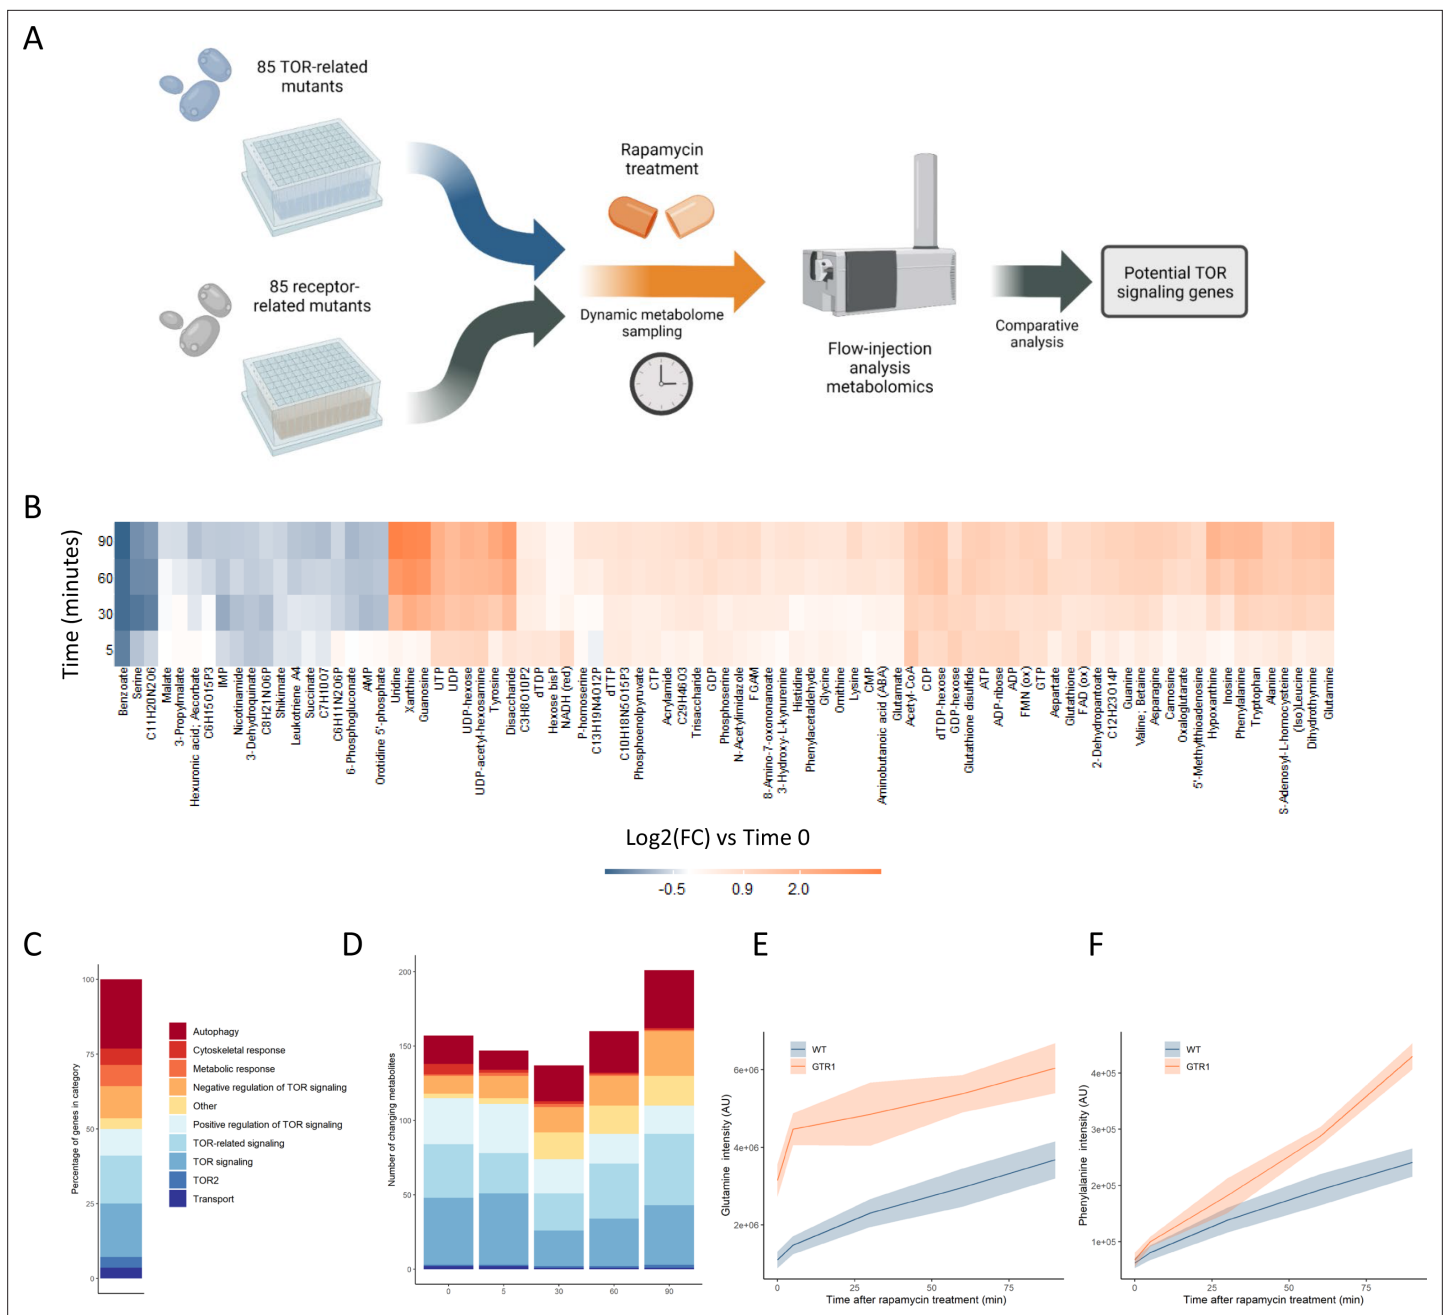 A
85 TOR-related
mutants
85 receptor-
related mutants
Rapamycin
treatment
Dynamic metabolome
sampling
Flow-injection
analysis
metabolomics
Comparative
analysis
Potential TOR
signaling genes
B
Time (minutes)
90
60
30
5
Benzoate
Serine
C11H20N2O6
Malate
3-Propylmalate
Hexuronic acid; Ascorbate
C6H15O15P3
IMP
Nicotinamide
3-Dehydroquinate
C8H21NO6P
Shikimate
Leukotriene A4
Succinate
C7H10O7
C6H11N2O6P
6-Phosphogluconate
AMP
Orotidine 5'-phosphate
Uridine
Xanthine
Guanosine
UTP
UDP
UDP-hexose
UDP-acetyl-hexosamine
Tyrosine
Disaccharide
C3H8O10P2
dTDP
Hexose bisP
NADH (red)
P-homoserine
C13H19N4O12P
dTTP
C10H18N5O15P3
Phosphoenolpyruvate
CTP
Acrylamide
C29H46O3
Trisaccharide
GDP
Phosphoserine
N-Acetylimidazole
FGAM
8-Amino-7-oxononanoate
3-Hydroxy-L-kynurenine
Histidine
Phenylacetaldehyde
Glycine
Ornithine
Lysine
CMP
Aminobutanoic acid (ABA)
Glutamate
Acetyl-CoA
CDP
dTDP-hexose
GDP-hexose
Glutathione disulfide
ATP
ADP-ribose
ADP
FMN (ox)
GTP
Aspartate
Glutathione
FAD (ox)
2-Dehydropantoate
C12H23O14P
Guanine
Valine; Betaine
Asparagine
Carnosine
Oxaloglutarate
5'-Methylthioadenosine
Hypoxanthine
Inosine
Phenylalanine
Tryptophan
Alanine
S-Adenosyl-L-homocysteine
(Iso)Leucine
Dihydrothymine
Glutamine
Log2(FC) vs Time 0
-0.5 0.9 2.0
C
Percentage of genes in category
100
75
50
25
0
Autophagy
Cytoskeletal response
Metabolic response
Negative regulation of TOR signaling
Other
Positive regulation of TOR signaling
TOR-related signaling
TOR signaling
TOR2
Transport
D
Number of changing metabolites
200
150
100
50
0
0 5 30 60 90
E
Glutamine intensity (AU)
6e+06
4e+06
2e+06
WT
GTR1
0 25 50 75
Time after rapamycin treatment (min)
F
Phenylalanine intensity (AU)
4e+05
3e+05
2e+05
1e+05
WT
GTR1
0 25 50 75
Time after rapamycin treatment (min)